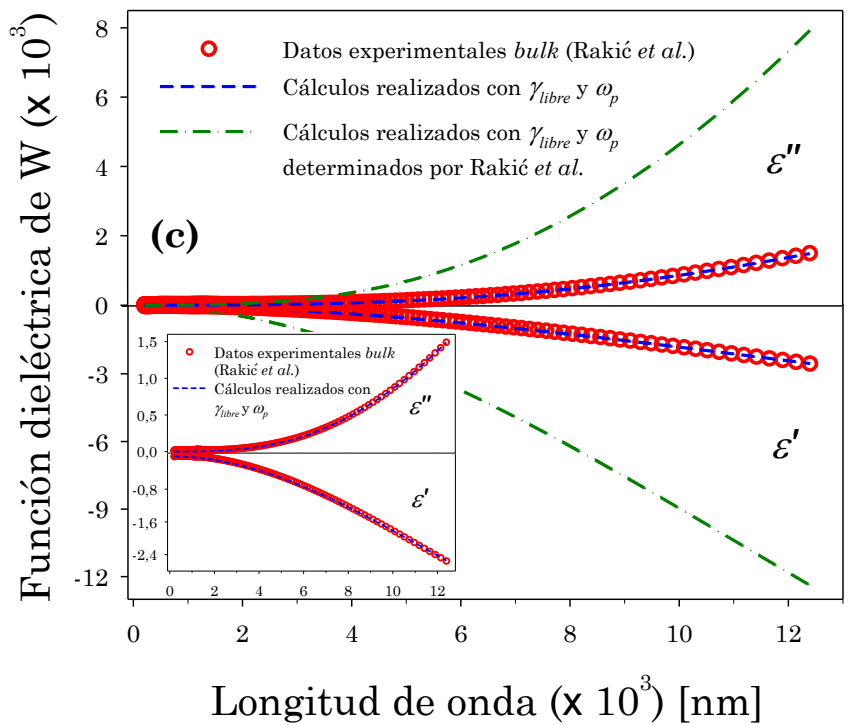 Función dieléctrica de W (x 10³)
8
6
4
2
0
-3
-6
-9
-12
Datos experimentales bulk (Rakić et al.)
Cálculos realizados con γlibre y ωp
Cálculos realizados con γlibre y ωp
determinados por Rakić et al.
ε''
(c)
1,5
1,0
0,5
0,0
-0,8
-1,6
-2,4
Datos experimentales bulk
(Rakić et al.)
Cálculos realizados con
γlibre y ωp
ε''
ε'
0 2 4 6 8 10 12
ε'
0 2 4 6 8 10 12
Longitud de onda (x 10³) [nm]